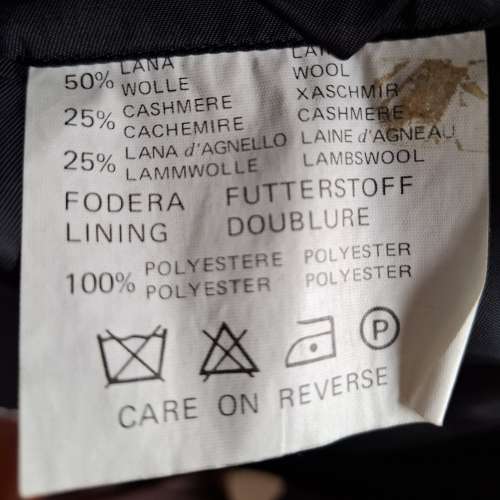 50% LANA
WOLLE WOOL
XASCHMIR
25% CASHMERE CASHMERE
CACHEMIRE
25% LANA d'AGNELLO LAINE d'AGNEAU
LAMMWOLLE LAMBSWOOL
FODERA FUTTERSTOFF
LINING DOUBLURE
100% POLYESTERE POLYESTER
POLYESTER POLYESTER
P
CARE ON REVERSE